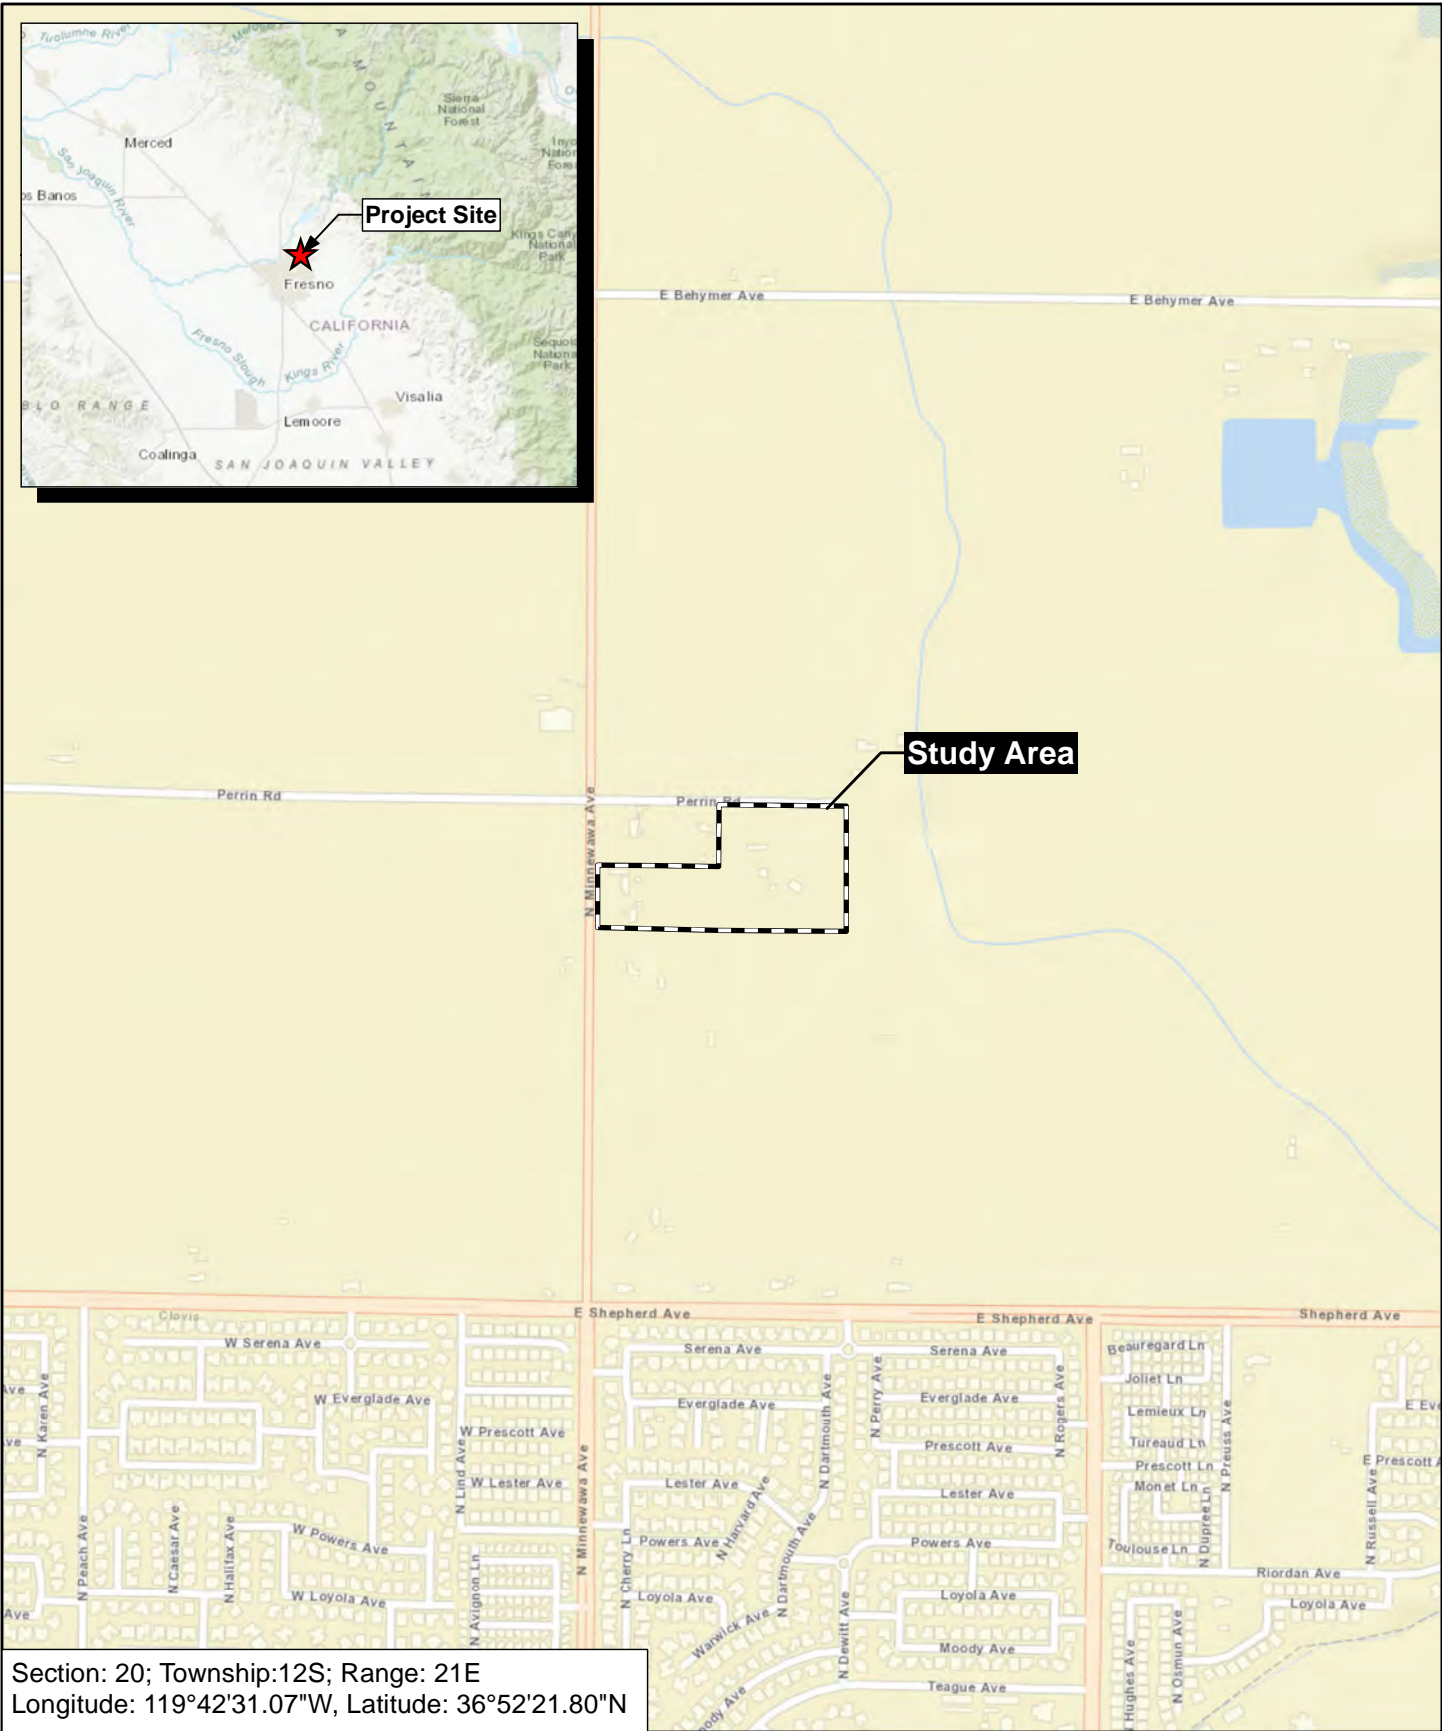 Tuolumne River
Merced
San Joaquin River
os Banos
Sierra
National
Forest
Inyo
Nation
Fores
MOUNTAI
Project Site
Kings Cany
National
Park
Fresno
CALIFORNIA
Fresno Slough
Kings River
Sequoia
Nationa
Park
BLO RANGE
Visalia
Lemoore
Coalinga
SAN JOAQUIN VALLEY
E Behymer Ave
E Behymer Ave
Study Area
Perrin Rd
Perrin Rd
N Minnewawa Ave
Clovis
E Shepherd Ave
E Shepherd Ave
Shepherd Ave
W Serena Ave
Serena Ave
Serena Ave
Beauregard Ln
Joliet Ln
Ave
N Karen Ave
W Everglade Ave
Everglade Ave
N Dartmouth Ave
N Perry Ave
Everglade Ave
N Rogers Ave
Lemieux Ln
N Preuss Ave
E Eve
ve
N Lind Ave
W Prescott Ave
Prescott Ave
Tureaud Ln
Prescott Ln
E Prescott A
W Lester Ave
Lester Ave
Lester Ave
Monet Ln
N Peach Ave
N Caesar Ave
N Halifax Ave
W Powers Ave
N Minnewawa Ave
N Cherry Ln
Powers Ave
N Harvard Ave
N Dartmouth Ave
Powers Ave
Toulouse Ln
N Dupree Ln
N Russell Ave
Riordan Ave
Ave
W Loyola Ave
N Avignon Ln
Loyola Ave
Warwick Ave
N Dewitt Ave
Loyola Ave
Loyola Ave
Moody Ave
N Hughes Ave
N Osmun Ave
Teague Ave
oody Ave
Section: 20; Township:12S; Range: 21E
Longitude: 119°42'31.07"W, Latitude: 36°52'21.80"N